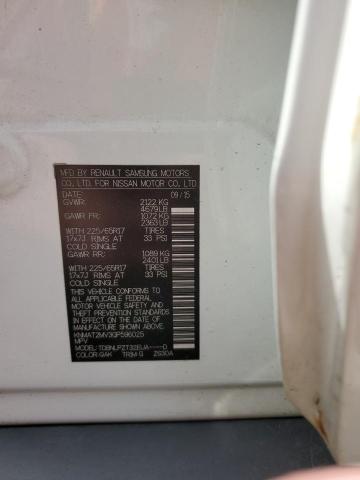 MFD BY RENAULT SAMSUNG MOTORS
CO, LTD. FOR NISSAN MOTOR CO, LTD
09/15
GVWR: 2122 KG
4679LB
GAWR FR: 1072 KG
2363LB
WITH 225/65R17 TIRES
17x7J RIMS AT 33 PSI
COLD SINGLE
GAWR RR: 1089 KG
2401LB
WITH 225/65R17 TIRES
17x7J RIMS AT 33 PSI
COLD SINGLE
THIS VEHICLE CONFORMS TO ALL
APPLICABLE FEDERAL MOTOR
VEHICLE SAFETY AND THEFT
PREVENTION STANDARDS
IN EFFECT ON THE DATE OF
MANUFACTURE SHOWN ABOVE.
KNMAT2MV3GP596025
MPV
MODEL: TDBNLPZT32EUA----D
COLOR:QAK TRIM:G ZS30A